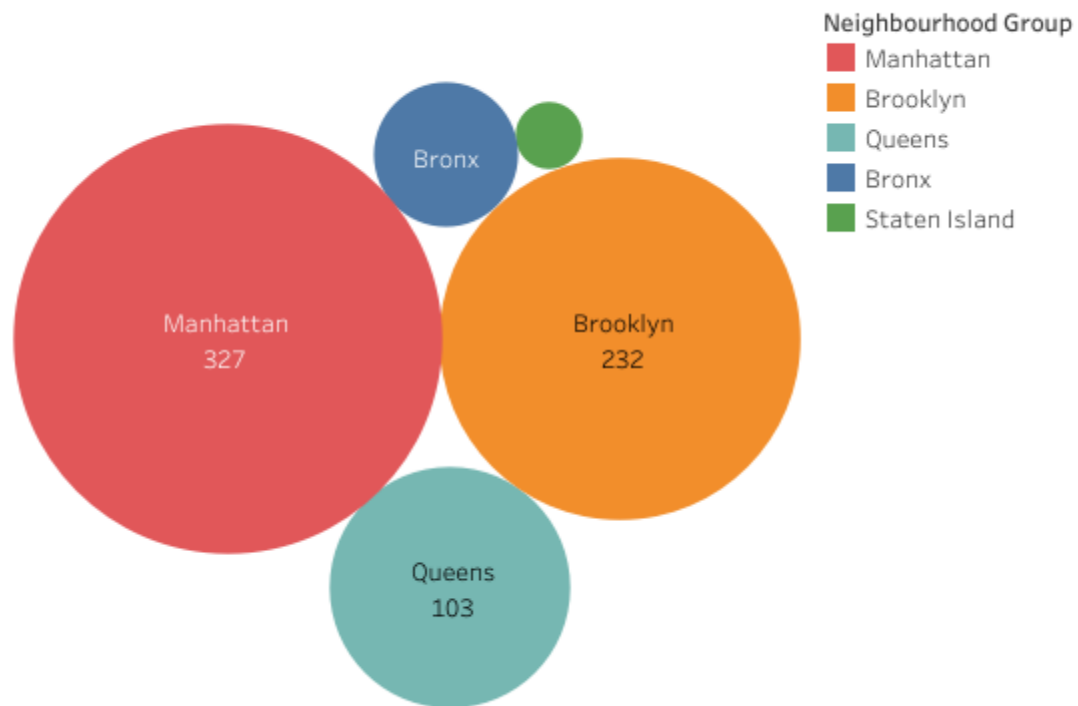 Neighbourhood Group
Manhattan
Brooklyn
Queens
Bronx
Staten Island
Bronx
Manhattan
327
Brooklyn
232
Queens
103